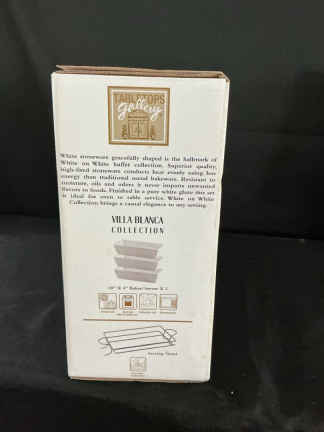 TABLETOPS
Gallery
White stoneware gracefully shaped is the hallmark of
White on White buffet collection. Superior quality,
high-fired stoneware conducts heat evenly using less
energy than traditional metal bakeware. Resistant to
moisture, oils and odors it never imparts unwanted
flavors to foods. Finished in a pure white glaze this set
is ideal for oven to table service. White on White
Collection brings a casual elegance to any setting.
VILLA BLANCA
COLLECTION
Serving Stand